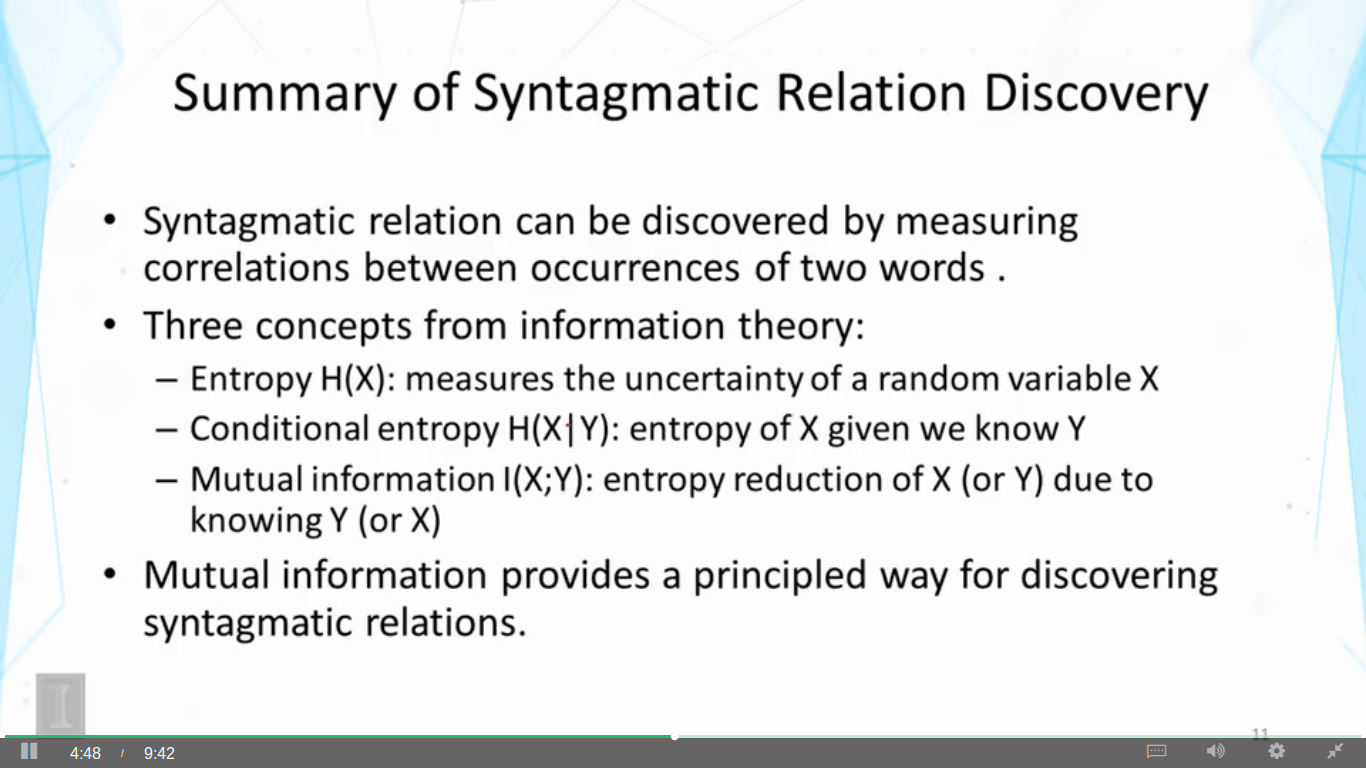 Summary of Syntagmatic Relation Discovery
• Syntagmatic relation can be discovered by measuring
correlations between occurrences of two words .
• Three concepts from information theory:
– Entropy H(X): measures the uncertainty of a random variable X
– Conditional entropy H(X|Y): entropy of X given we know Y
– Mutual information I(X;Y): entropy reduction of X (or Y) due to
knowing Y (or X)
• Mutual information provides a principled way for discovering
syntagmatic relations.
I
11
4:48 / 9:42